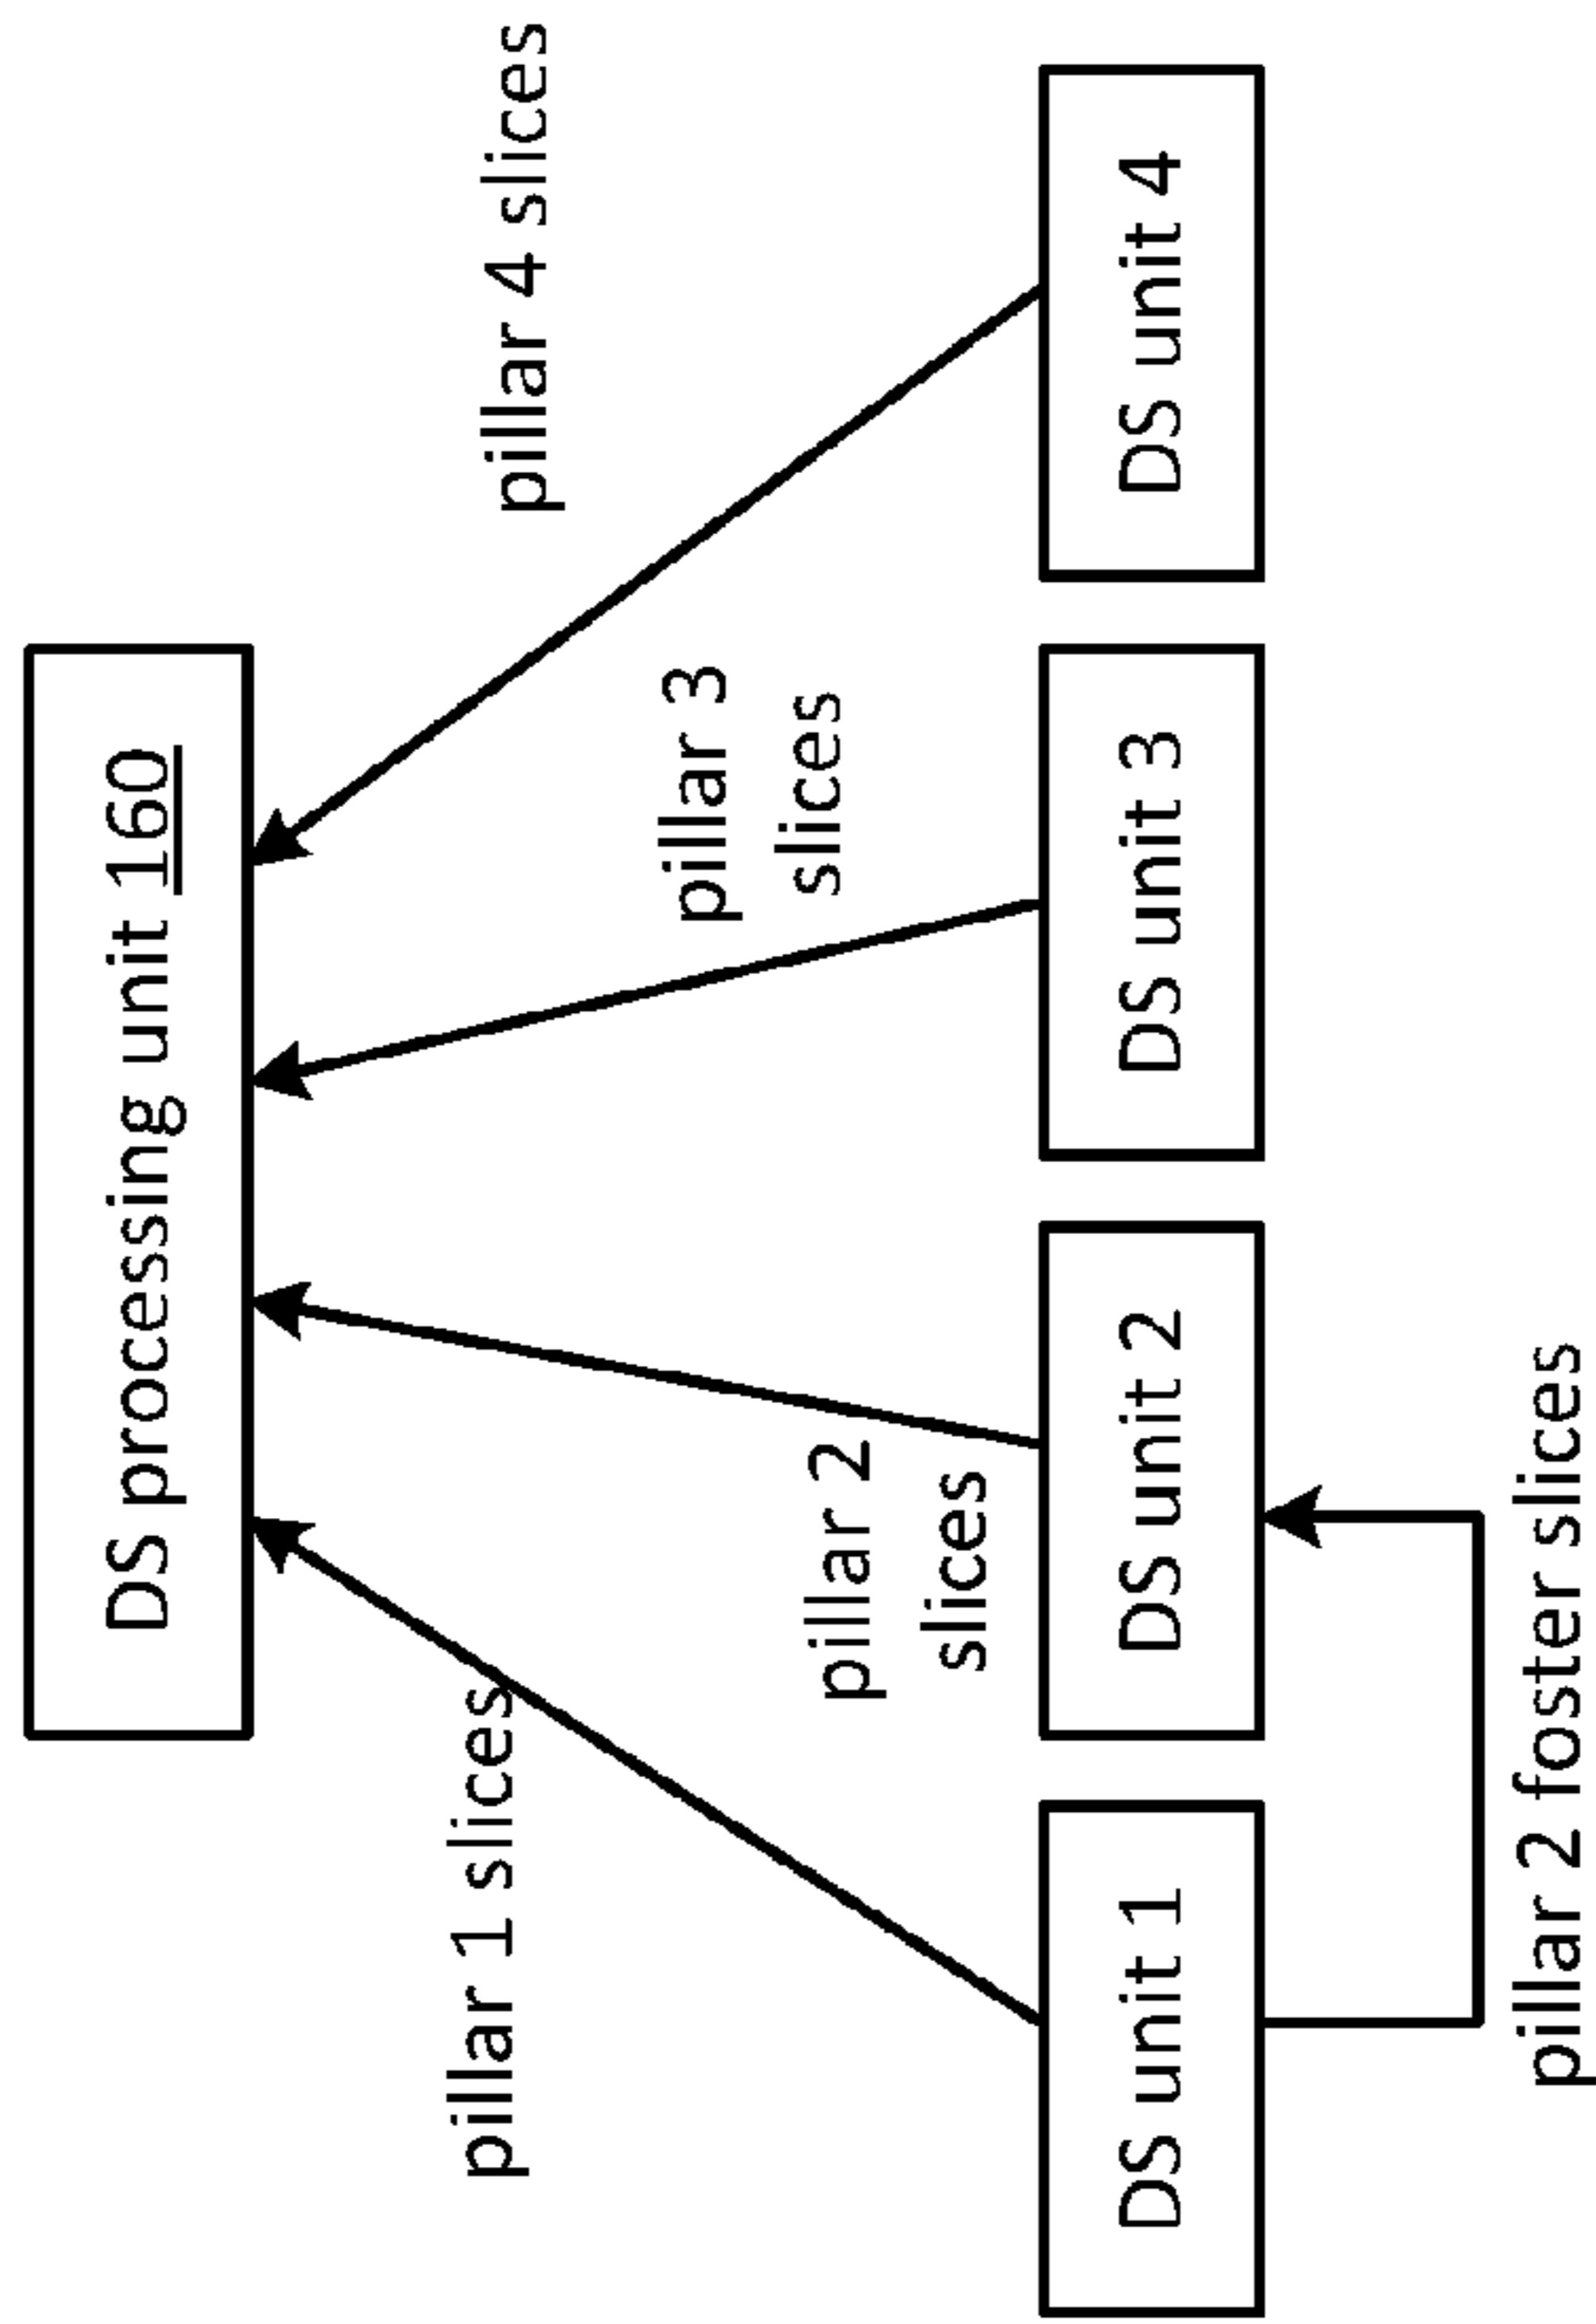 DS processing unit 160
pillar 1 slices
pillar 2
slices
pillar 3
slices
pillar 4 slices
DS unit 1
DS unit 2
DS unit 3
DS unit 4
pillar 2 foster slices